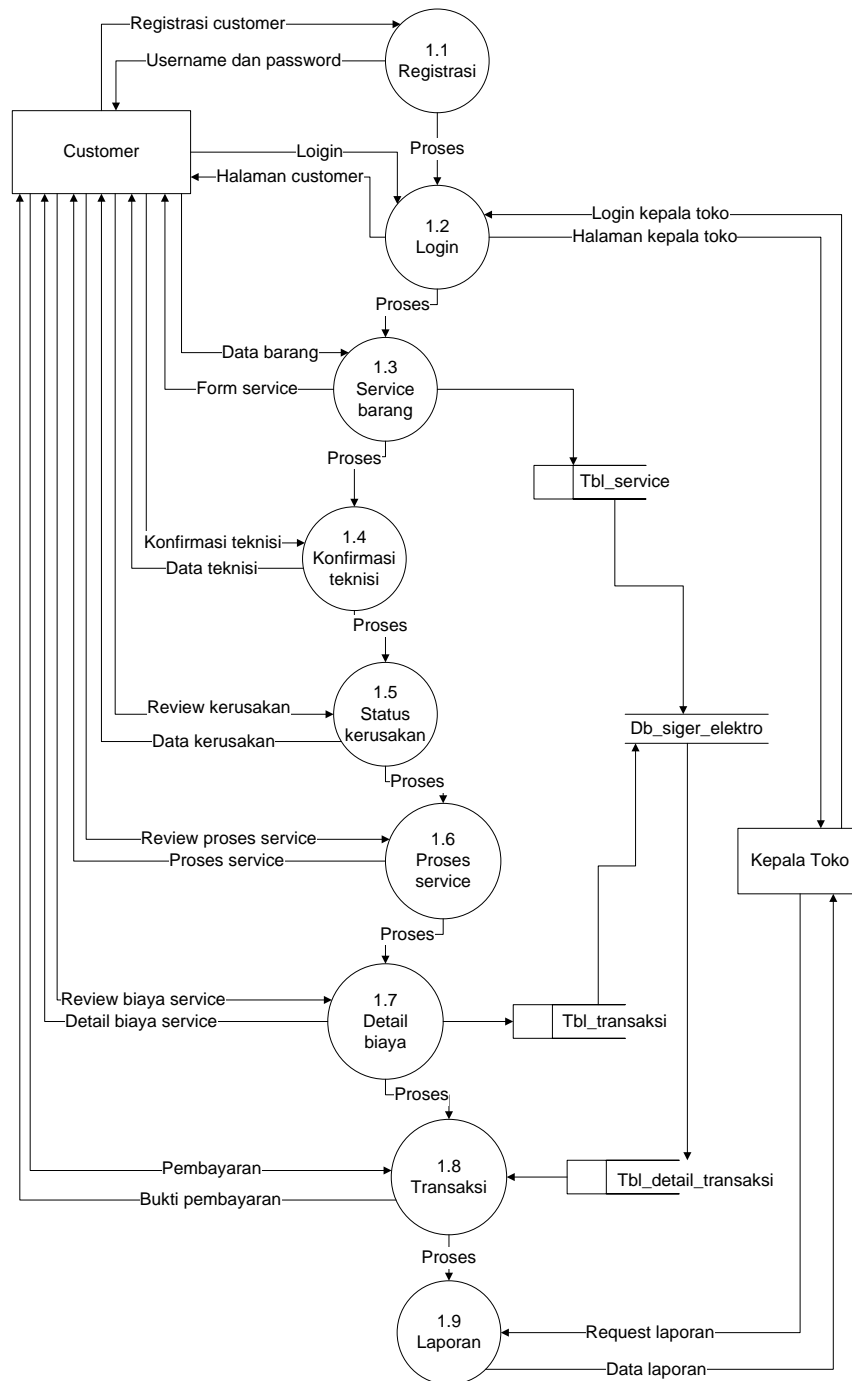 Registrasi customer
1.1
Registrasi
Username dan password
Proses
Customer
Loigin
Halaman customer
1.2
Login
Login kepala toko
Halaman kepala toko
Proses
Data barang
Form service
1.3
Service
barang
Proses
Tbl_service
1.4
Konfirmasi
teknisi
Konfirmasi teknisi
Data teknisi
Proses
1.5
Status
kerusakan
Review kerusakan
Data kerusakan
Db_siger_elektro
Proses
Review proses service
Proses service
1.6
Proses
service
Kepala Toko
Proses
1.7
Detail
biaya
Review biaya service
Detail biaya service
Tbl_transaksi
Proses
Pembayaran
Bukti pembayaran
1.8
Transaksi
Tbl_detail_transaksi
Proses
1.9
Laporan
Request laporan
Data laporan